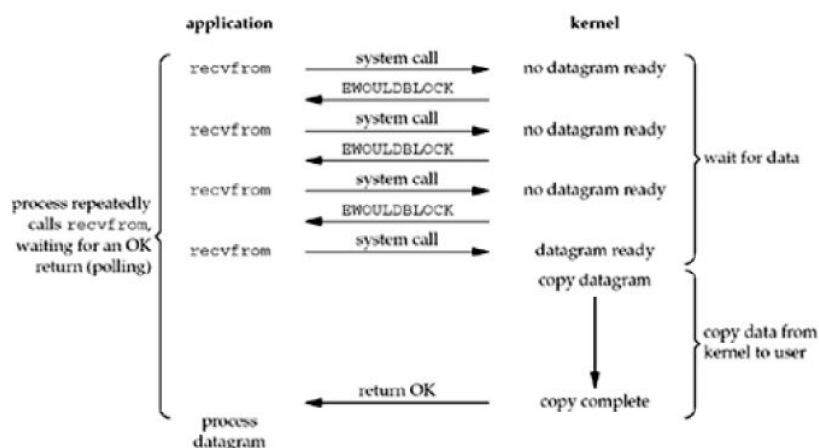 application kernel
recvfrom system call no datagram ready
EWOULDBLOCK
recvfrom system call no datagram ready
EWOULDBLOCK
wait for data
recvfrom system call no datagram ready
process repeatedly
calls recvfrom,
waiting for an OK
return (polling)
EWOULDBLOCK
recvfrom system call datagram ready
copy datagram
copy data from
kernel to user
return OK copy complete
process
datagram